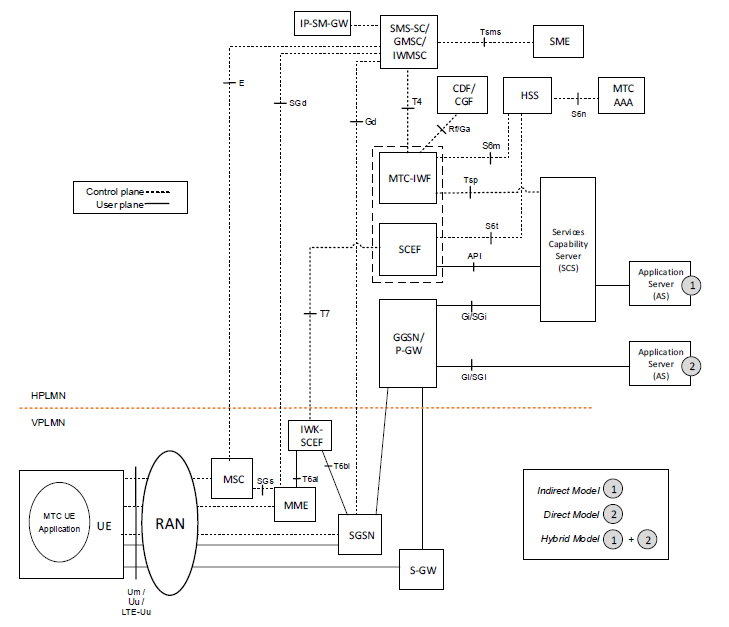 IP-SM-GW
SMS-SC/
GMSC/
IWMSC
Tsms
SME
E
SGd
Gd
T4
CDF/
CGF
Rf/Ga
HSS
S6n
MTC
AAA
S6m
MTC-IWF
Tsp
Control plane
User plane
SCEF
S6t
API
Services
Capability
Server
(SCS)
Application
Server
(AS)
1
T7
GGSN/
P-GW
Gi/SGi
Gi/SGi
Application
Server
(AS)
2
HPLMN
VPLMN
IWK-
SCEF
T6bi
T6ai
MSC
SGs
MME
SGSN
S-GW
MTC UE
Application
UE
RAN
Um /
Uu /
LTE-Uu
Indirect Model 1
Direct Model 2
Hybrid Model 1 + 2